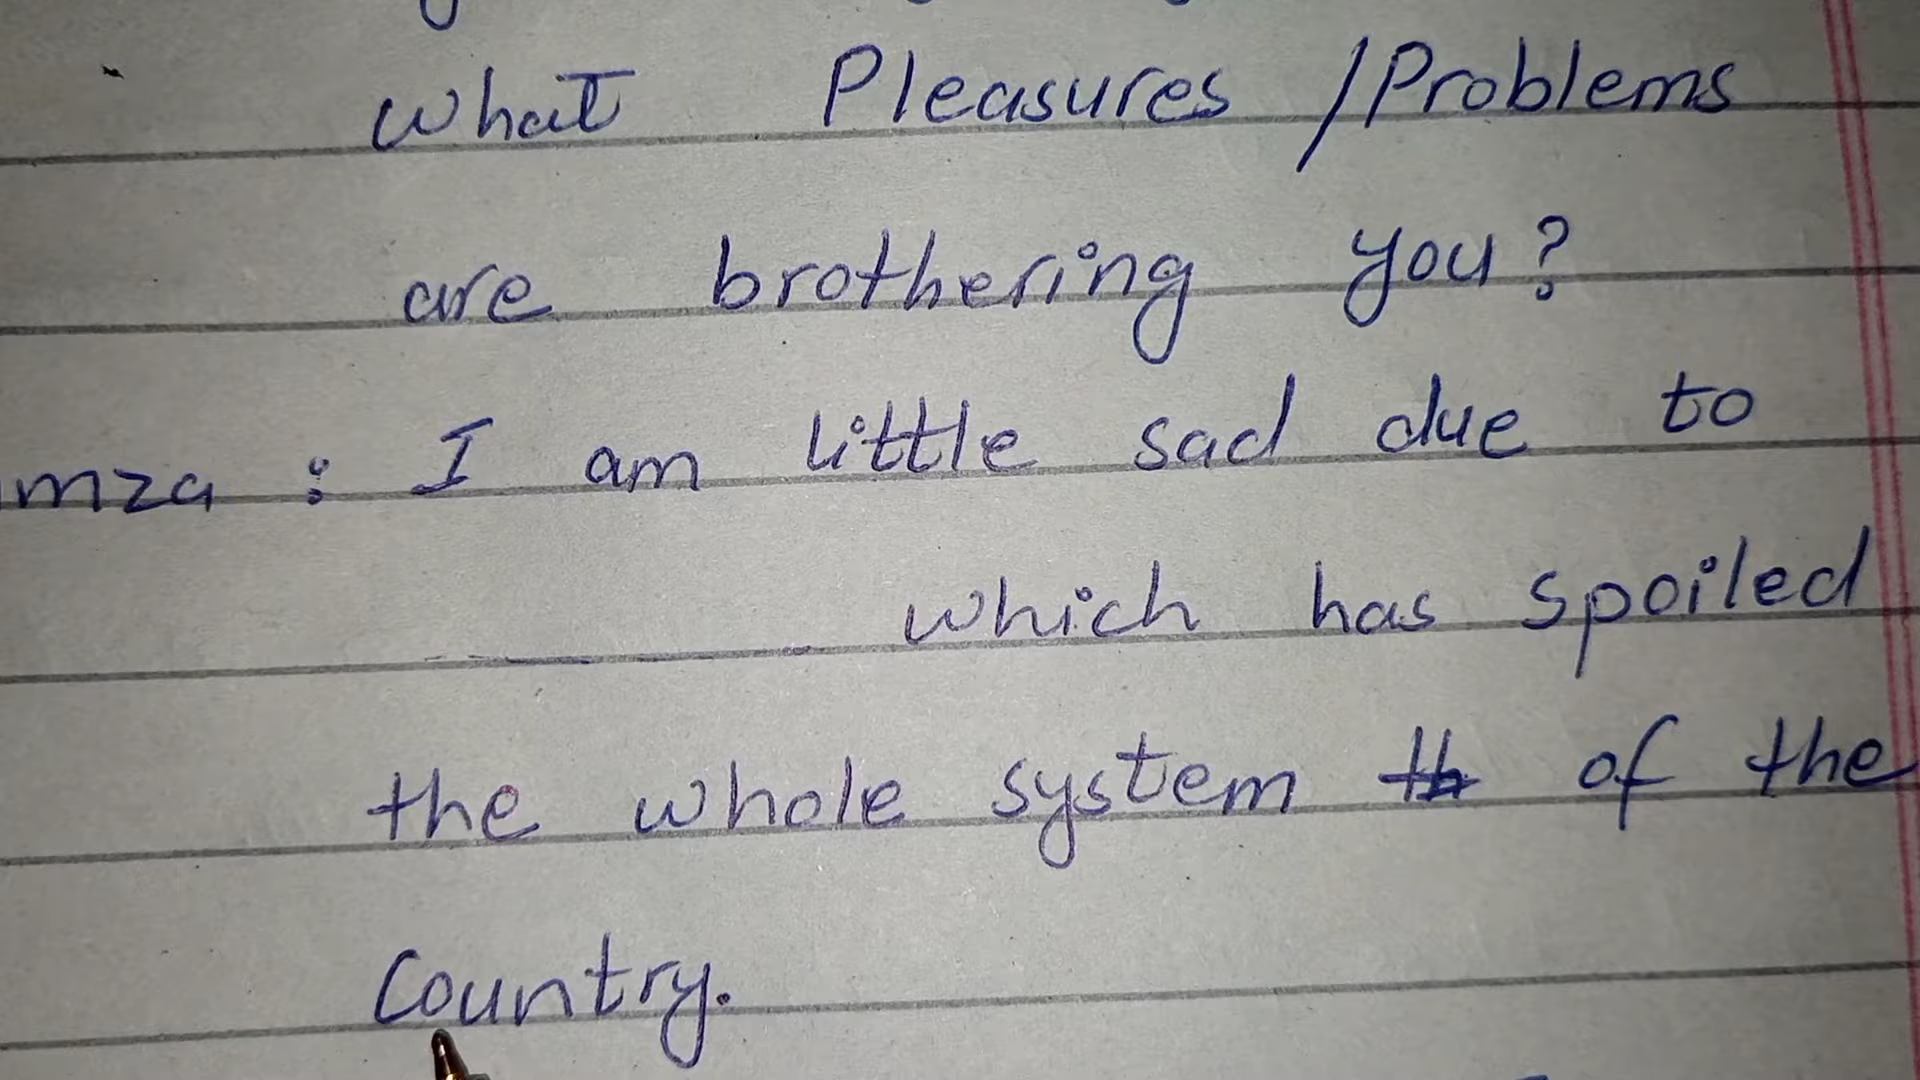 what Pleasures / Problems
are brothering you?
mza : I am little sad due to
________ which has spoiled
the whole system of the
Country.